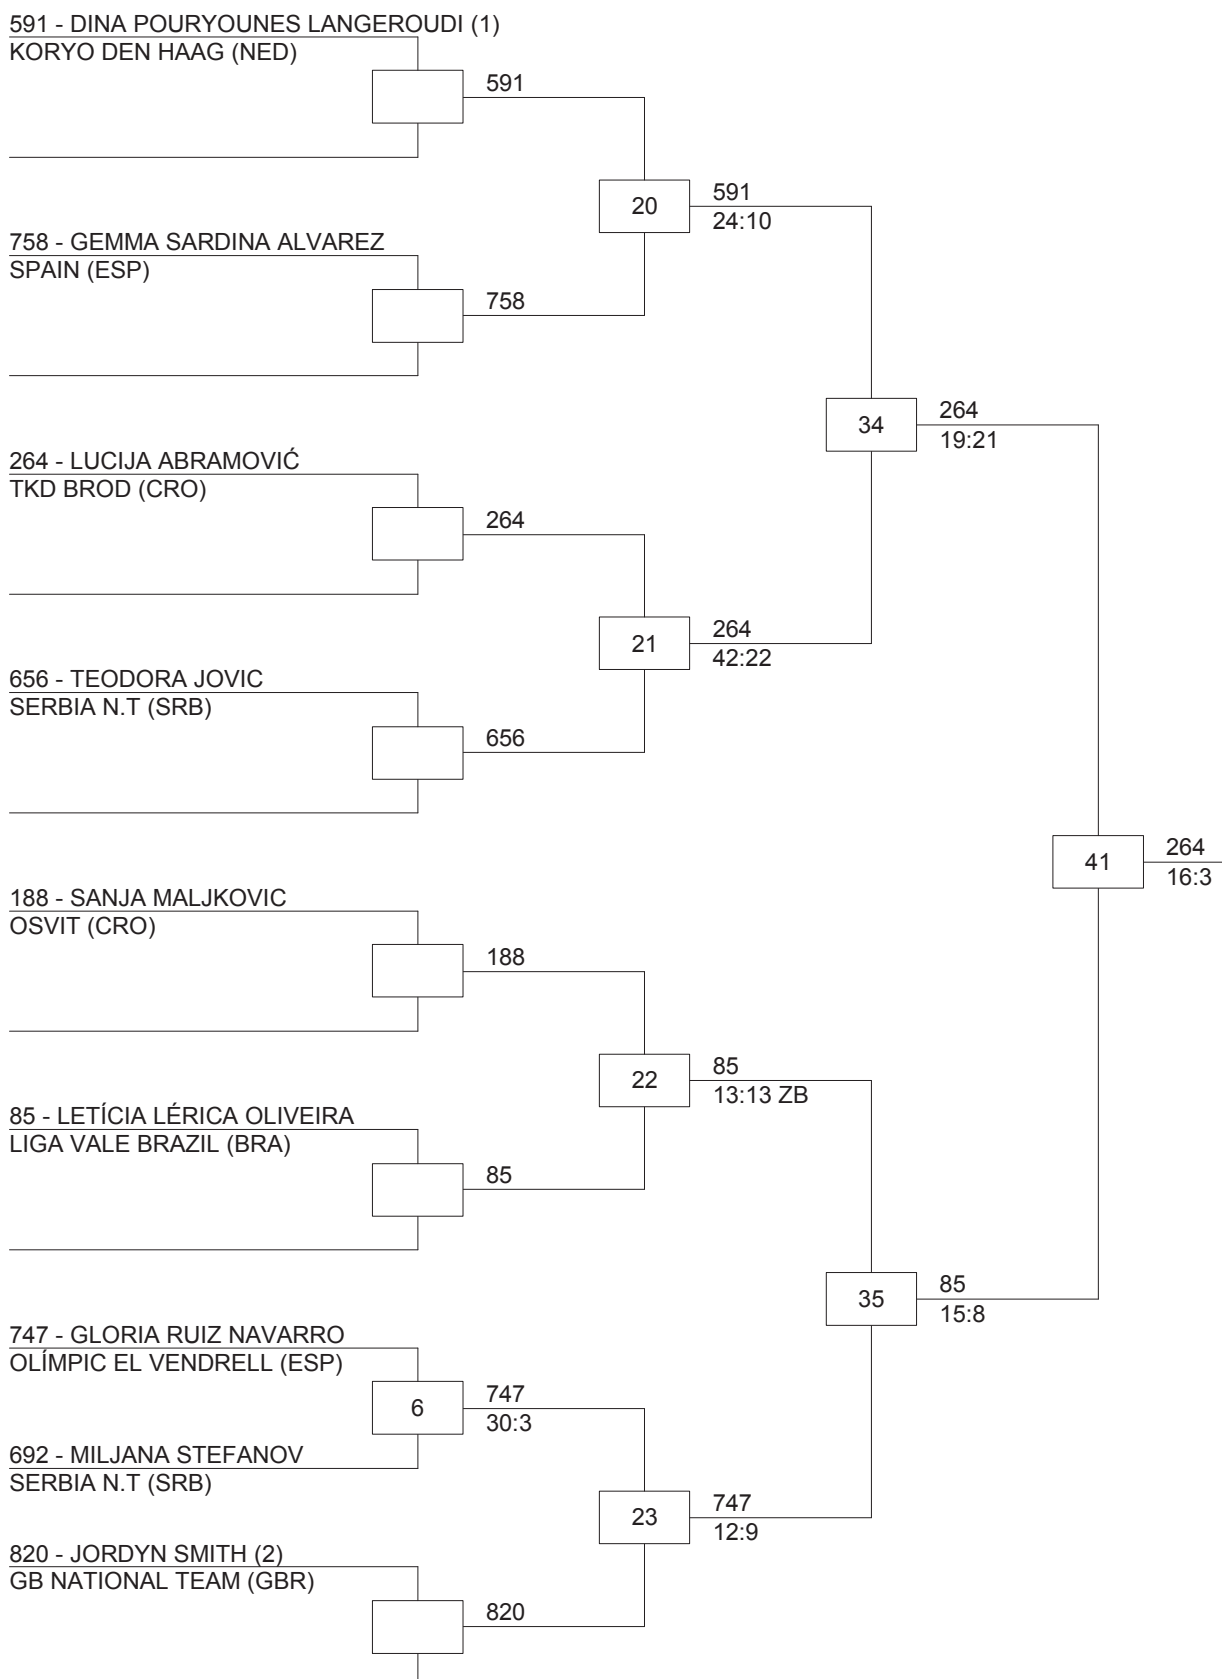 591 - DINA POURYOUNES LANGEROUDI (1)
KORYO DEN HAAG (NED)
591
20
591
24:10
758 - GEMMA SARDINA ALVAREZ
SPAIN (ESP)
758
34
264
19:21
264 - LUCIJA ABRAMOVIĆ
TKD BROD (CRO)
264
21
264
42:22
656 - TEODORA JOVIC
SERBIA N.T (SRB)
656
41
264
16:3
188 - SANJA MALJKOVIC
OSVIT (CRO)
188
22
85
13:13 ZB
85 - LETÍCIA LÉRICA OLIVEIRA
LIGA VALE BRAZIL (BRA)
85
35
85
15:8
747 - GLORIA RUIZ NAVARRO
OLÍMPIC EL VENDRELL (ESP)
6
747
30:3
692 - MILJANA STEFANOV
SERBIA N.T (SRB)
23
747
12:9
820 - JORDYN SMITH (2)
GB NATIONAL TEAM (GBR)
820